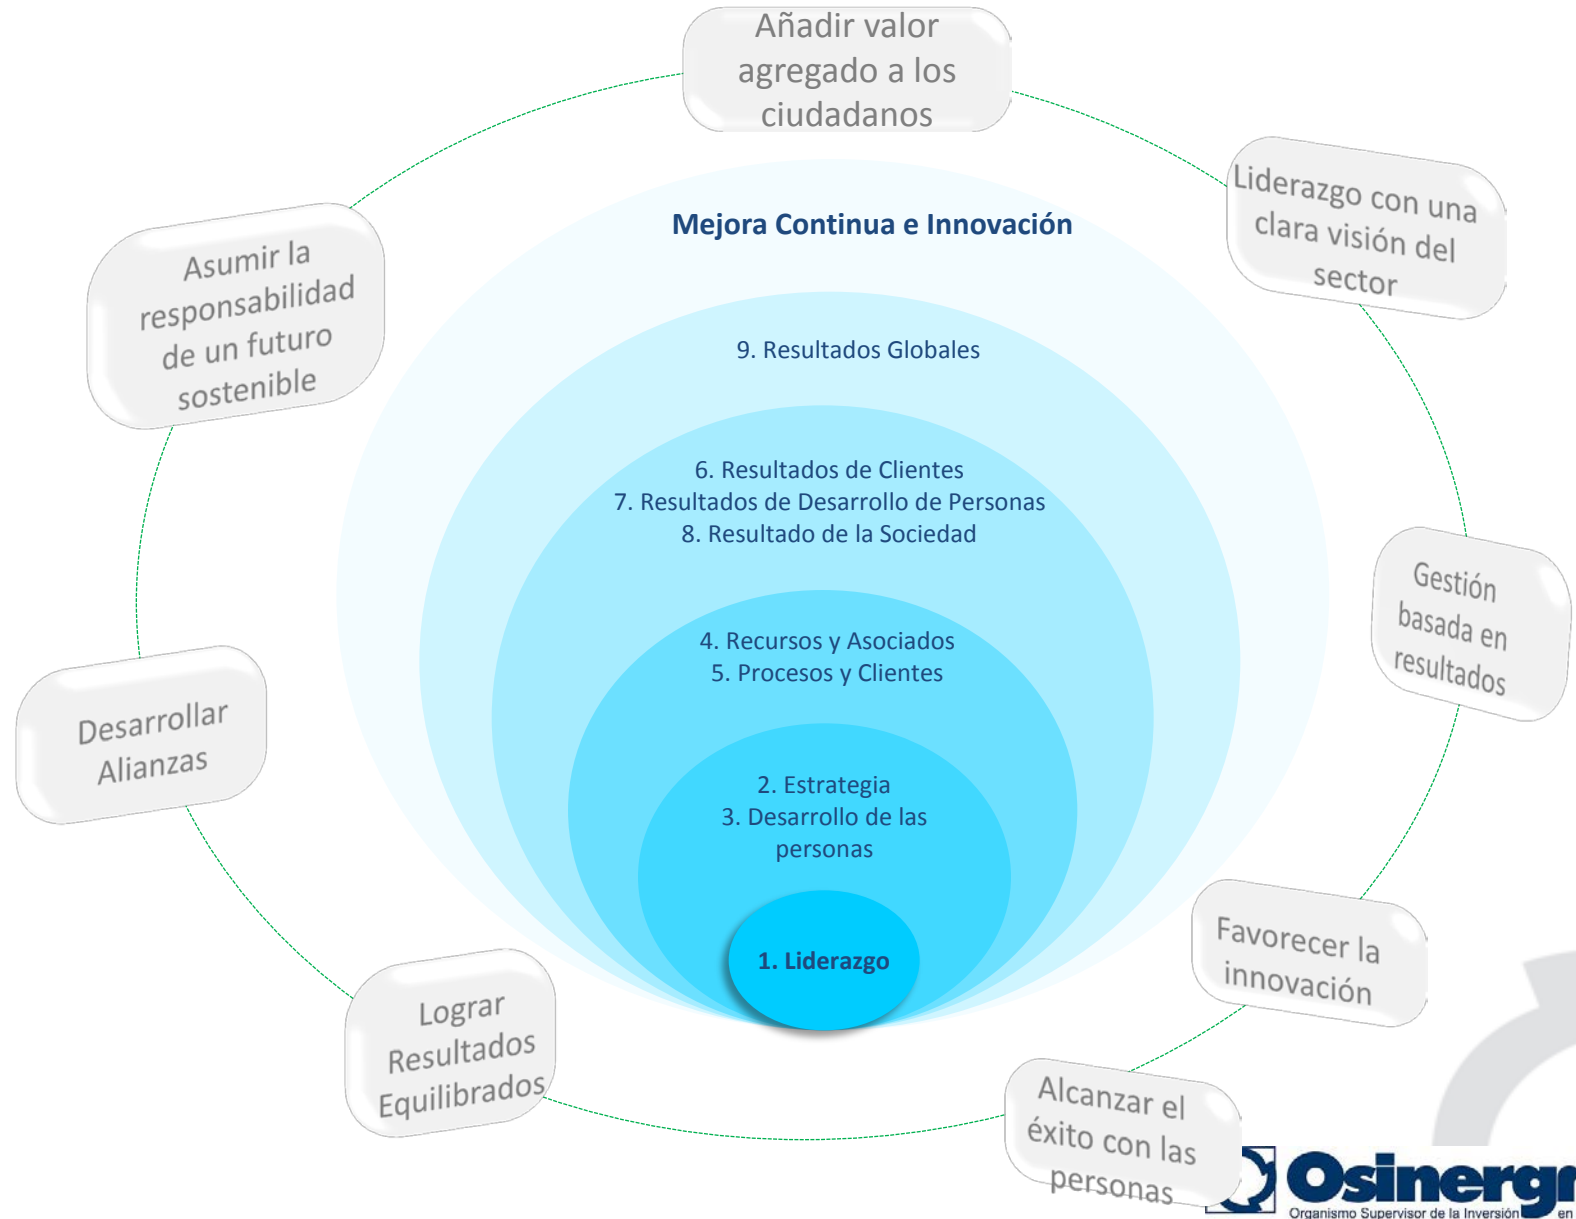 Añadir valor
agregado a los
ciudadanos
Liderazgo con una
clara visión del
sector
Asumir la
responsabilidad
de un futuro
sostenible
Mejora Continua e Innovación
9. Resultados Globales
6. Resultados de Clientes
7. Resultados de Desarrollo de Personas
8. Resultado de la Sociedad
Gestión
basada en
resultados
4. Recursos y Asociados
5. Procesos y Clientes
Desarrollar
Alianzas
2. Estrategia
3. Desarrollo de las
personas
1. Liderazgo
Favorecer la
innovación
Lograr
Resultados
Equilibrados
Alcanzar el
éxito con las
personas
Osinerg
Organismo Supervisor de la Inversión en